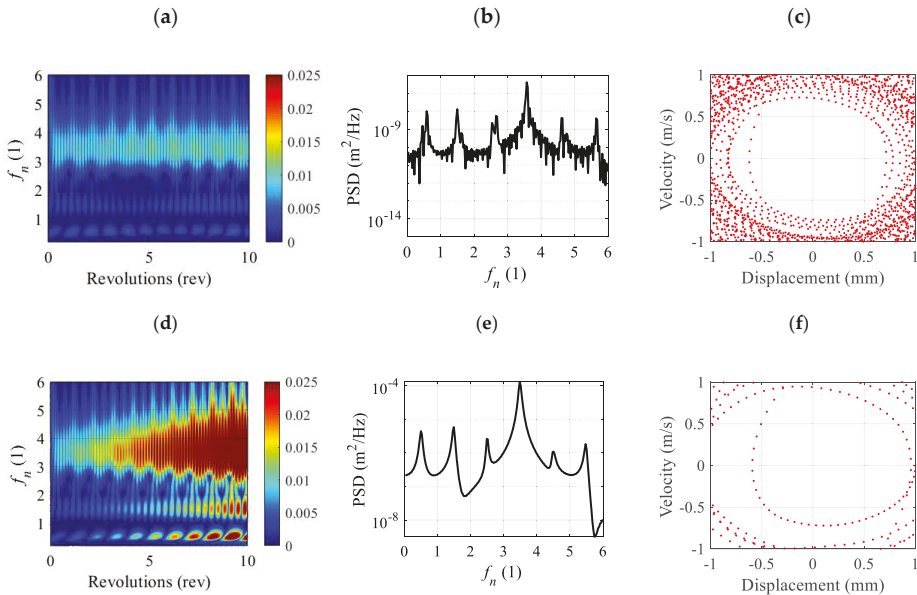 (a)
(b)
(c)
6
5
4
3
2
1
f_n (1)
0
5
10
Revolutions (rev)
0.025
0.02
0.015
0.01
0.005
0
PSD (m²/Hz)
10⁻⁹
10⁻¹⁴
0 1 2 3 4 5 6
f_n (1)
Velocity (m/s)
1
0.5
0
-0.5
-1
-1 -0.5 0 0.5 1
Displacement (mm)
(d)
(e)
(f)
6
5
4
3
2
1
f_n (1)
0
5
10
Revolutions (rev)
0.025
0.02
0.015
0.01
0.005
0
PSD (m²/Hz)
10⁻⁴
10⁻⁸
0 1 2 3 4 5 6
f_n (1)
Velocity (m/s)
1
0.5
0
-0.5
-1
-1 -0.5 0 0.5 1
Displacement (mm)